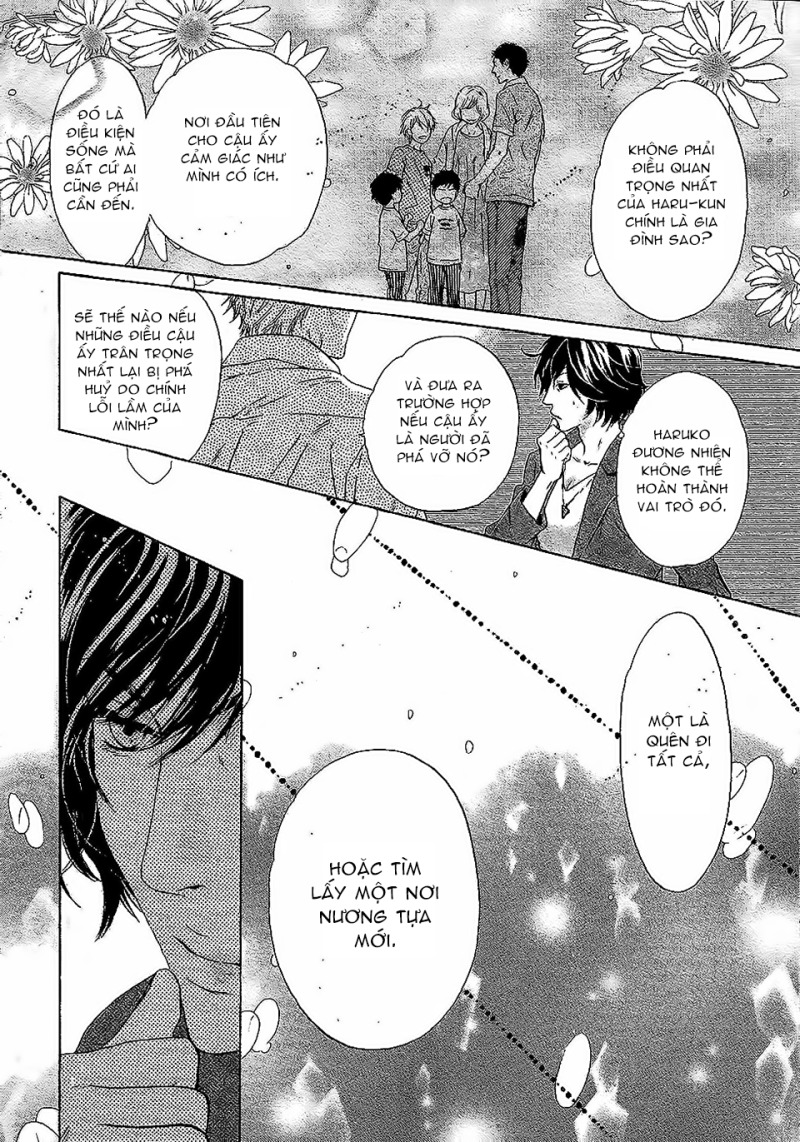 KHÔNG PHẢI
ĐIỀU QUAN
TRỌNG NHẤT
CỦA HARU-KUN
CHÍNH LÀ GIA
ĐÌNH SAO?
NƠI ĐẦU TIÊN
CHO CẬU ẤY
CẢM GIÁC NHƯ
MÌNH CÓ ÍCH.
ĐÓ LÀ
ĐIỀU KIỆN
SỐNG MÀ
BẤT CỨ AI
CŨNG PHẢI
CẦN ĐẾN.
HARUKO
ĐƯƠNG NHIÊN
KHÔNG THỂ
HOÀN THÀNH
VAI TRÒ ĐÓ.
VÀ ĐƯA RA
TRƯỜNG HỢP
NẾU CẬU ẤY
LÀ NGƯỜI ĐÃ
PHÁ VỠ NÓ?
SẼ THẾ NÀO NẾU
NHỮNG ĐIỀU CẬU
ẤY TRÂN TRỌNG
NHẤT LẠI BỊ PHÁ
HUỶ DO CHÍNH
LỖI LẦM CỦA
MÌNH?
MỘT LÀ
QUÊN ĐI
TẤT CẢ,
HOẶC TÌM
LẤY MỘT NƠI
NƯƠNG TỰA
MỚI.